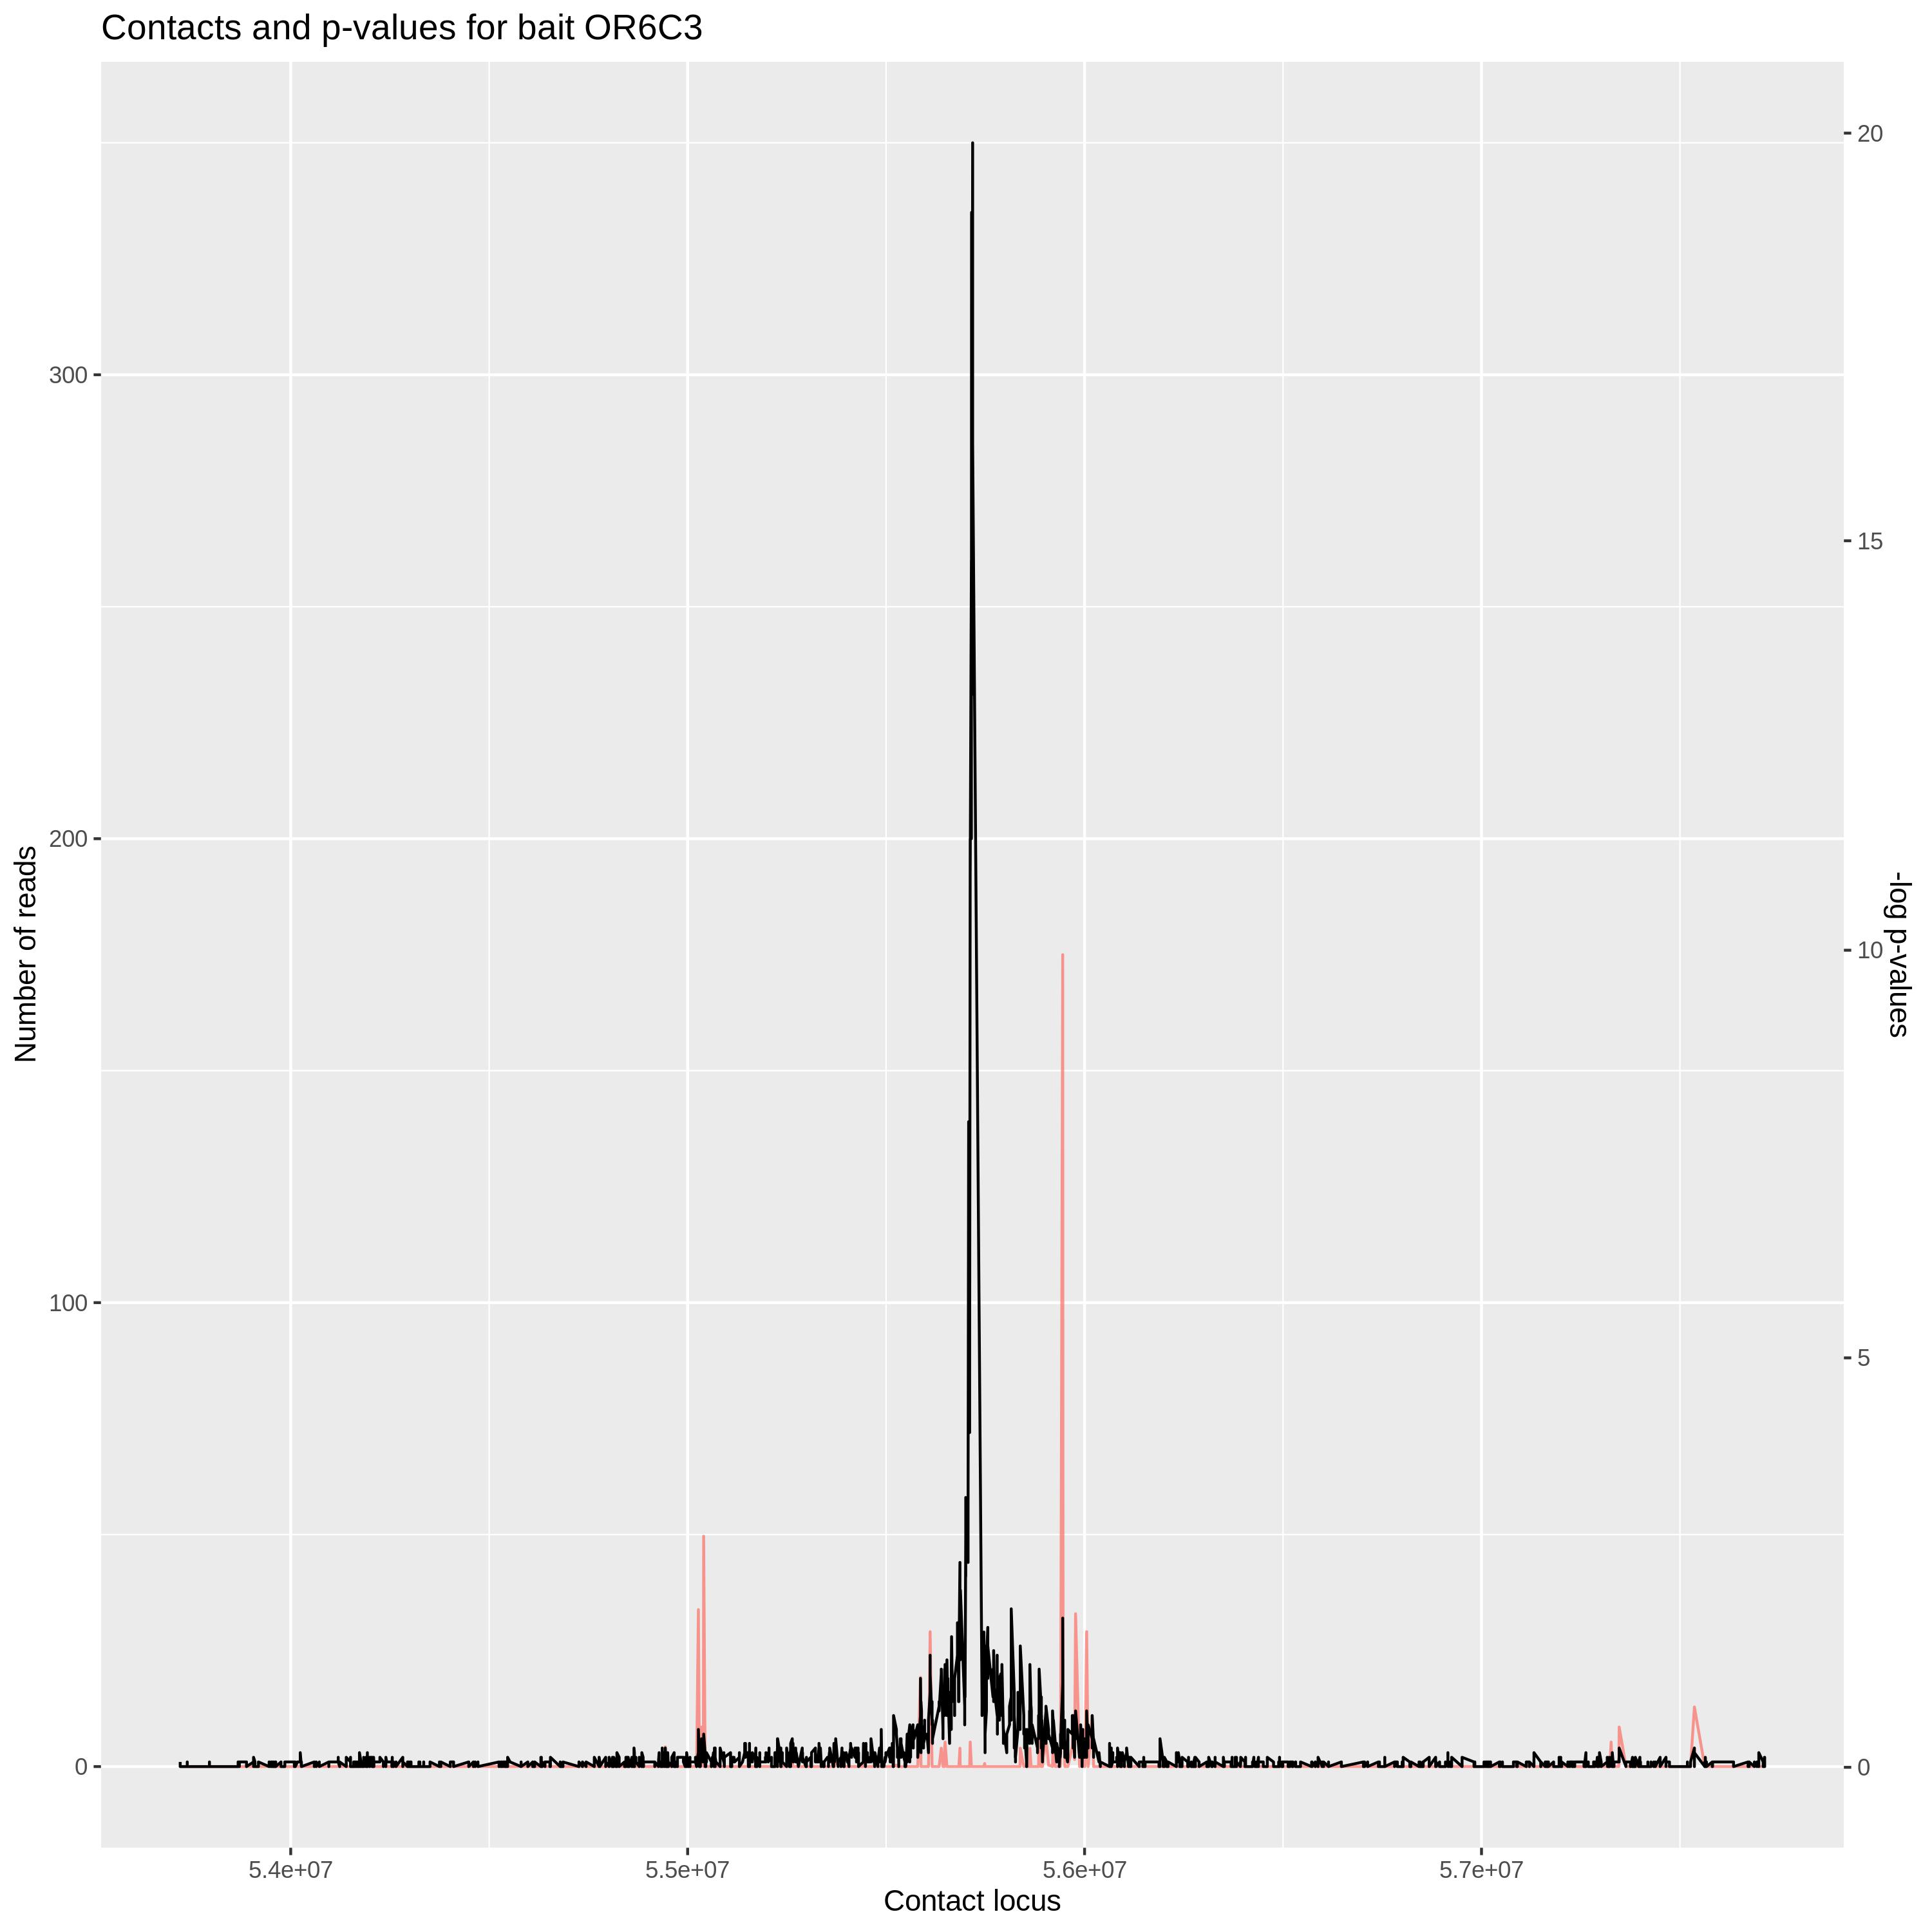 Contacts and p-values for bait OR6C3
Number of reads
300
200
100
0
20
15
10
5
0
-log p-values
5.4e+07
5.5e+07
5.6e+07
5.7e+07
Contact locus